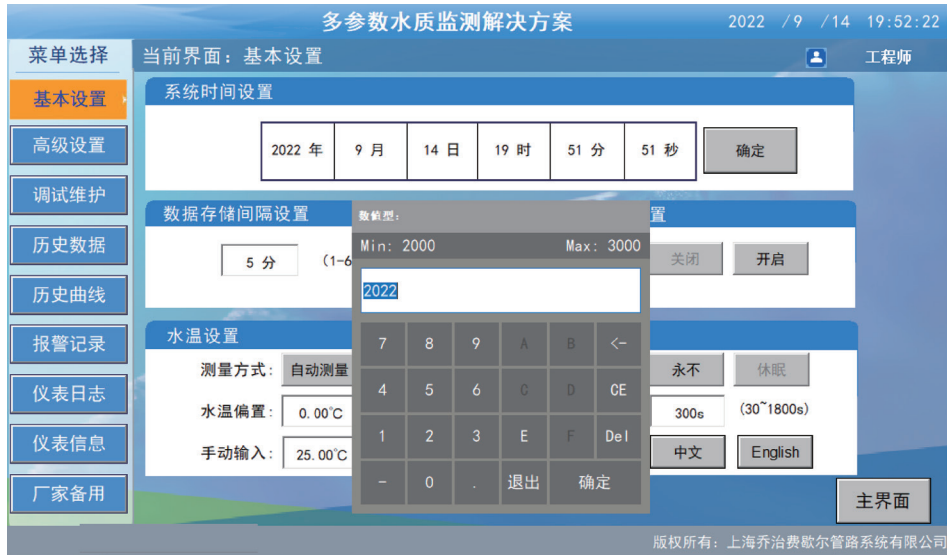 多参数水质监测解决方案 2022 /9 /14 19:52:22
菜单选择 当前界面：基本设置 工程师
基本设置
高级设置
调试维护
历史数据
历史曲线
报警记录
仪表日志
仪表信息
厂家备用
系统时间设置
2022 年 9 月 14 日 19 时 51 分 51 秒 确定
数据存储间隔设置
5 分 (1-6
置
关闭 开启
水温设置
测量方式: 自动测量
水温偏置: 0.00℃
手动输入: 25.00℃
永不 休眠
300s (30~1800s)
中文 English
数值型:
Min: 2000 Max: 3000
2022
7 8 9 A B <-
4 5 6 C D CE
1 2 3 E F Del
- 0 . 退出 确定
主界面
版权所有: 上海乔治费歇尔管路系统有限公司